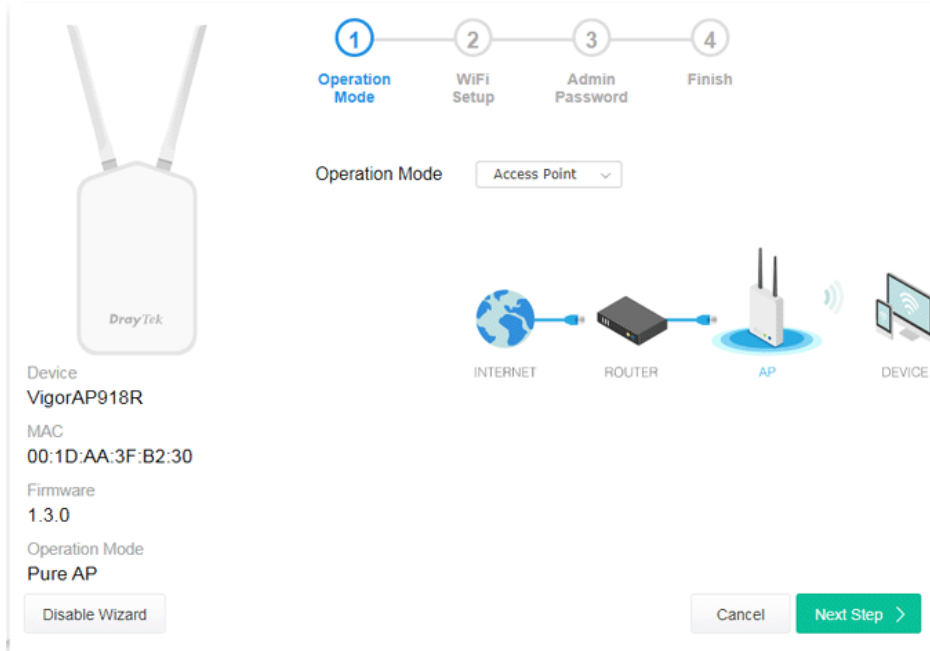 1
2
3
4
Operation
Mode
WiFi
Setup
Admin
Password
Finish
Operation Mode
Access Point
DrayTek
INTERNET
ROUTER
AP
DEVICE
Device
VigorAP918R
MAC
00:1D:AA:3F:B2:30
Firmware
1.3.0
Operation Mode
Pure AP
Disable Wizard
Cancel
Next Step